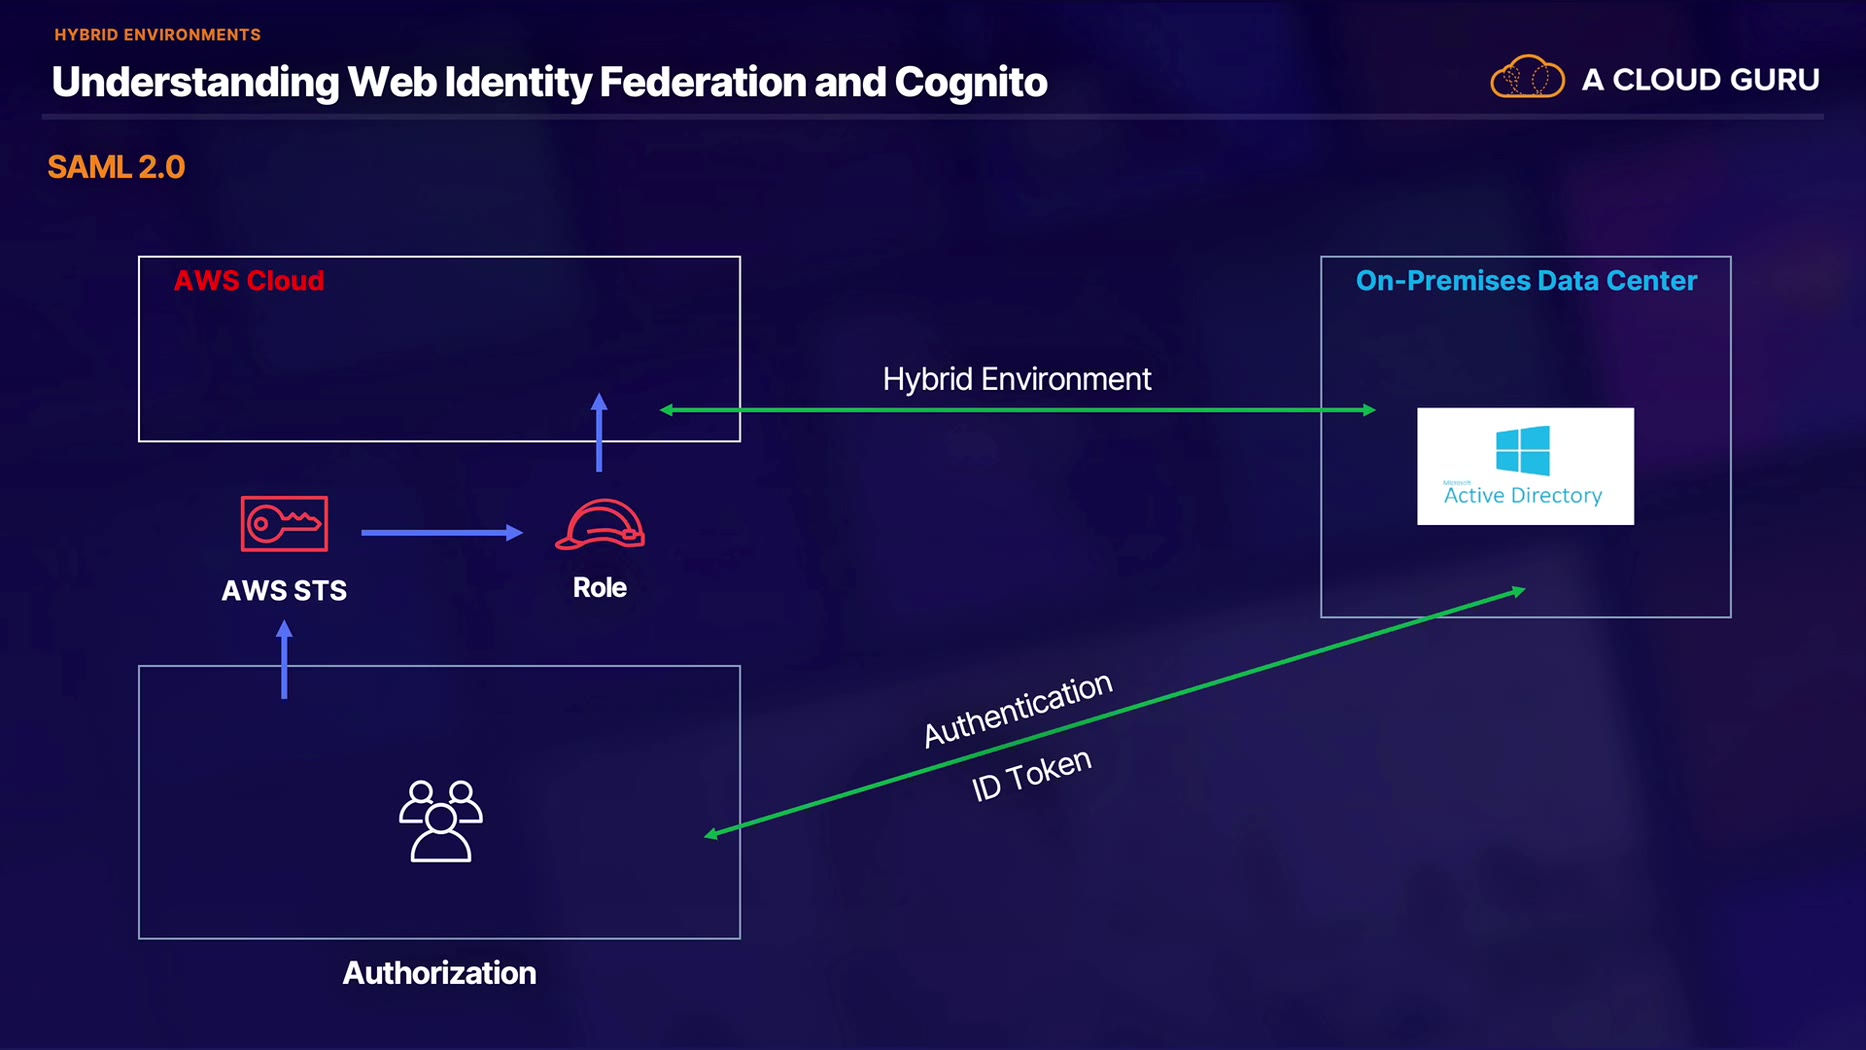 HYBRID ENVIRONMENTS
Understanding Web Identity Federation and Cognito
A CLOUD GURU
SAML 2.0
AWS Cloud
On-Premises Data Center
Hybrid Environment
Microsoft
Active Directory
AWS STS
Role
Authentication
ID Token
Authorization